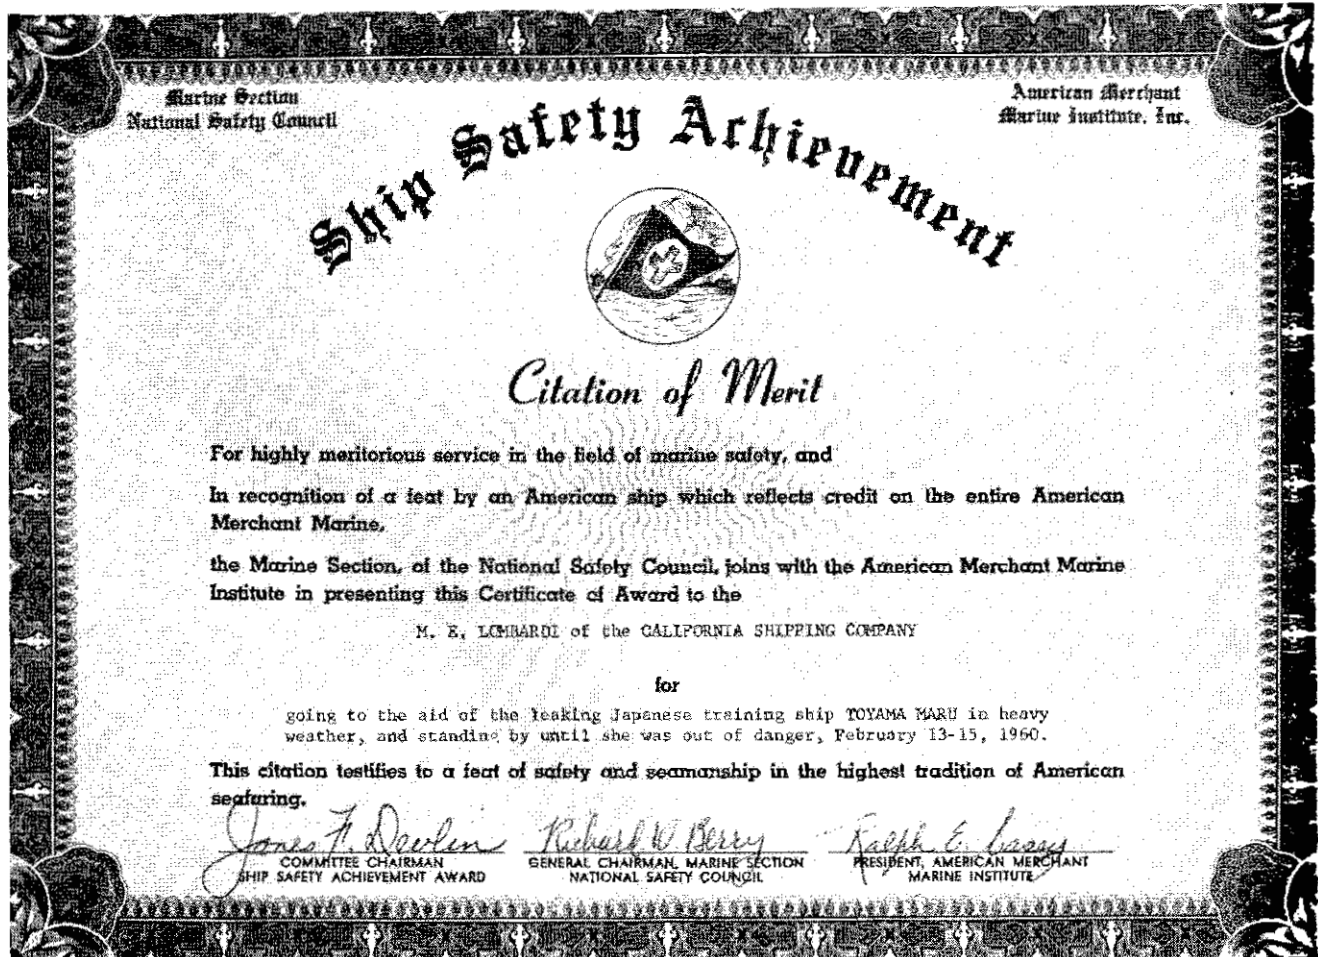 Marine Section
National Safety Council
American Merchant
Marine Institute, Inc.
Ship Safety Achievement
Citation of Merit
For highly meritorious service in the field of marine safety, and
In recognition of a feat by an American ship which reflects credit on the entire American
Merchant Marine,
the Marine Section, of the National Safety Council, joins with the American Merchant Marine
Institute in presenting this Certificate of Award to the
M. E. LOMBARDI of the CALIFORNIA SHIPPING COMPANY
for
going to the aid of the leaking Japanese training ship TOYAMA MARU in heavy
weather, and standing by until she was out of danger, February 13-15, 1960.
This citation testifies to a feat of safety and seamanship in the highest tradition of American
seafaring.
Jones F. Devlin Richard W Berry Ralph E. Casey
COMMITTEE CHAIRMAN
SHIP SAFETY ACHIEVEMENT AWARD
GENERAL CHAIRMAN, MARINE SECTION
NATIONAL SAFETY COUNCIL
PRESIDENT, AMERICAN MERCHANT
MARINE INSTITUTE